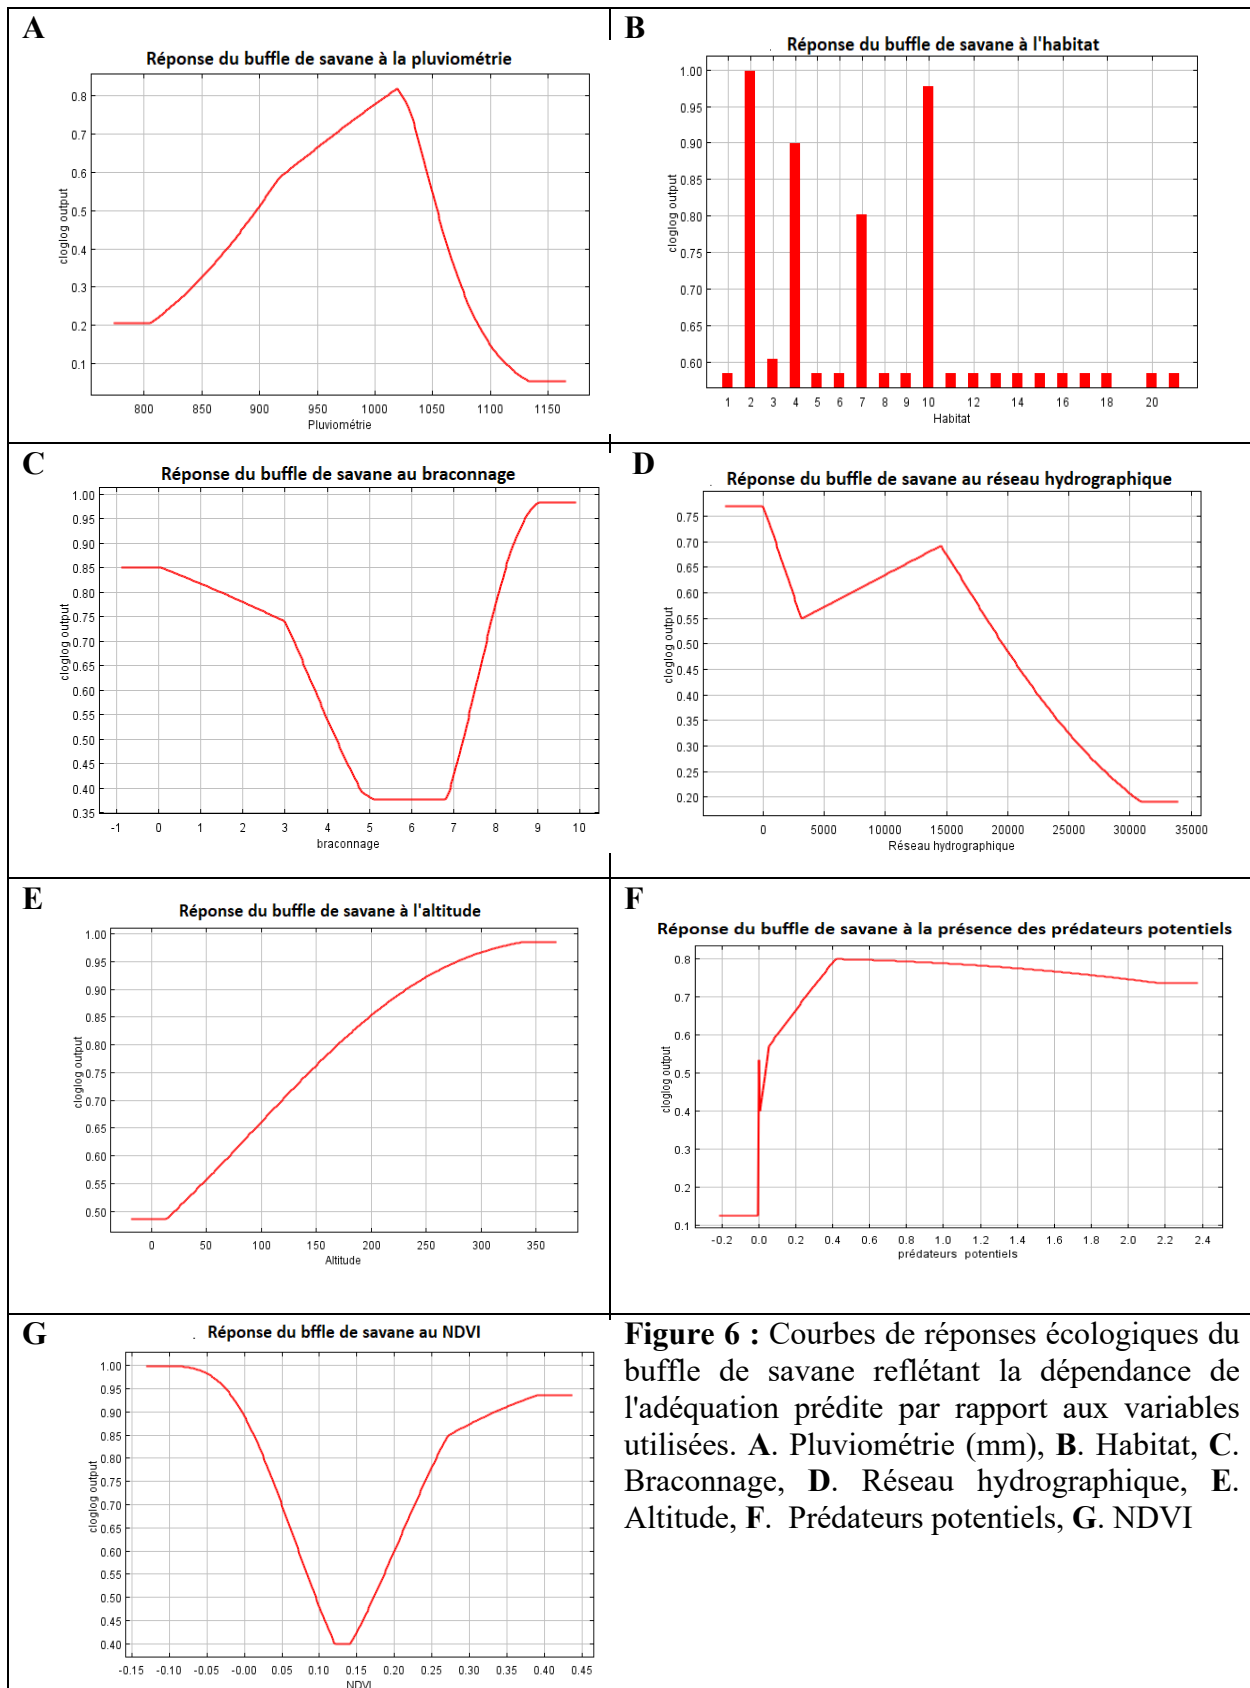 A
Réponse du buffle de savane à la pluviométrie
cloglog output
0.8
0.7
0.6
0.5
0.4
0.3
0.2
0.1
800 850 900 950 1000 1050 1100 1150
Pluviométrie
B
Réponse du buffle de savane à l'habitat
cloglog output
1.00
0.95
0.90
0.85
0.80
0.75
0.70
0.65
0.60
1 2 3 4 5 6 7 8 9 10 12 14 16 18 20
Habitat
C
Réponse du buffle de savane au braconnage
cloglog output
1.00
0.95
0.90
0.85
0.80
0.75
0.70
0.65
0.60
0.55
0.50
0.45
0.40
0.35
-1 0 1 2 3 4 5 6 7 8 9 10
braconnage
D
Réponse du buffle de savane au réseau hydrographique
cloglog output
0.75
0.70
0.65
0.60
0.55
0.50
0.45
0.40
0.35
0.30
0.25
0.20
0 5000 10000 15000 20000 25000 30000 35000
Réseau hydrographique
E
Réponse du buffle de savane à l'altitude
cloglog output
1.00
0.95
0.90
0.85
0.80
0.75
0.70
0.65
0.60
0.55
0.50
0 50 100 150 200 250 300 350
Altitude
F
Réponse du buffle de savane à la présence des prédateurs potentiels
cloglog output
0.8
0.7
0.6
0.5
0.4
0.3
0.2
0.1
-0.2 0.0 0.2 0.4 0.6 0.8 1.0 1.2 1.4 1.6 1.8 2.0 2.2 2.4
prédateurs potentiels
G
Réponse du bffle de savane au NDVI
cloglog output
1.00
0.95
0.90
0.85
0.80
0.75
0.70
0.65
0.60
0.55
0.50
0.45
0.40
-0.15 -0.10 -0.05 -0.00 0.05 0.10 0.15 0.20 0.25 0.30 0.35 0.40 0.45
NDVI
Figure 6 : Courbes de réponses écologiques du
buffle de savane reflétant la dépendance de
l'adéquation prédite par rapport aux variables
utilisées. A. Pluviométrie (mm), B. Habitat, C.
Braconnage, D. Réseau hydrographique, E.
Altitude, F. Prédateurs potentiels, G. NDVI